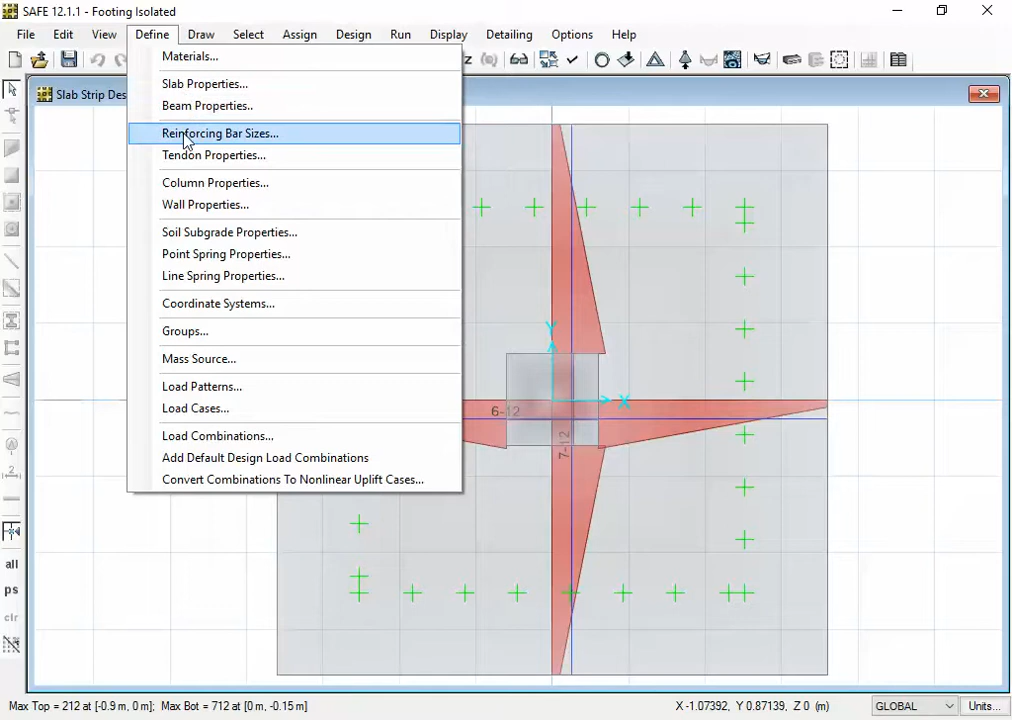 SAFE 12.1.1 - Footing Isolated
File Edit View Define Draw Select Assign Design Run Display Detailing Options Help
Slab Strip Des
Materials...
Slab Properties...
Beam Properties..
Reinforcing Bar Sizes...
Tendon Properties...
Column Properties...
Wall Properties...
Soil Subgrade Properties...
Point Spring Properties...
Line Spring Properties...
Coordinate Systems...
Groups...
Mass Source...
Load Patterns...
Load Cases...
Load Combinations...
Add Default Design Load Combinations
Convert Combinations To Nonlinear Uplift Cases...
Y
X
6-12
7-12
all
ps
clr
Max Top = 212 at [-0.9 m, 0 m]; Max Bot = 712 at [0 m, -0.15 m]
X -1.07392, Y 0.87139, Z 0 (m)
GLOBAL
Units...